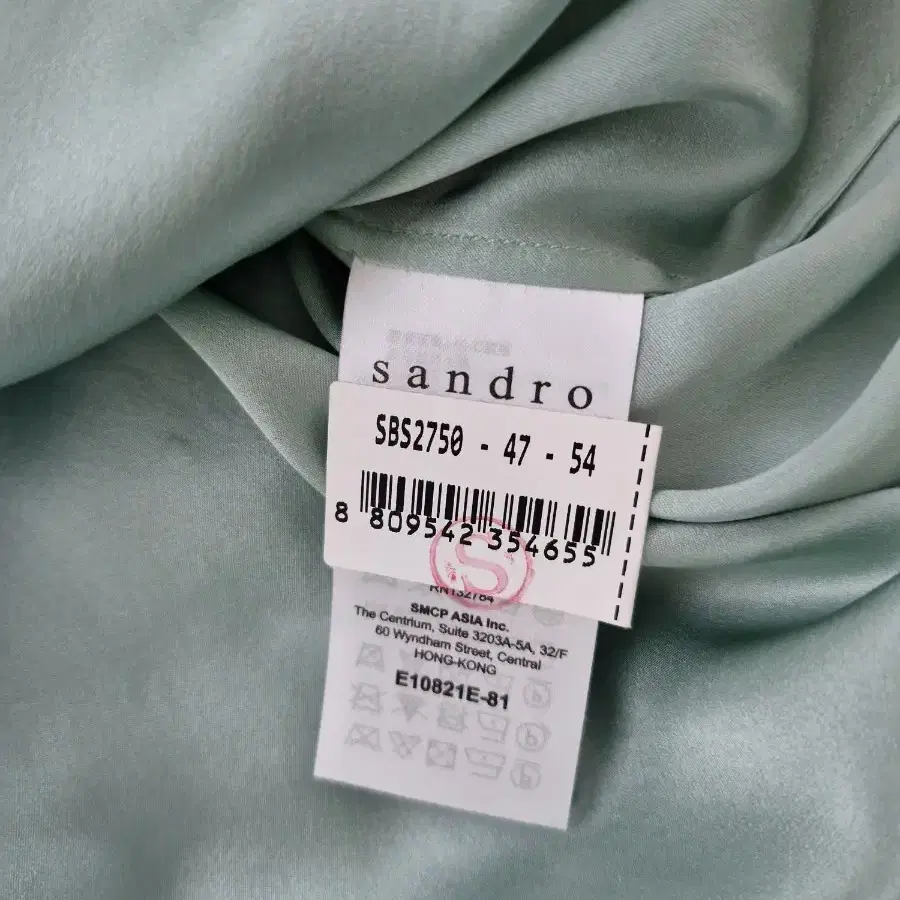 sandro
SBS2750 - 47 - 54
8 809542 354655
S
RN132764
SMCP ASIA Inc.
The Centrium, Suite 3203A-5A, 32/F
60 Wyndham Street, Central
HONG-KONG
E10821E-81